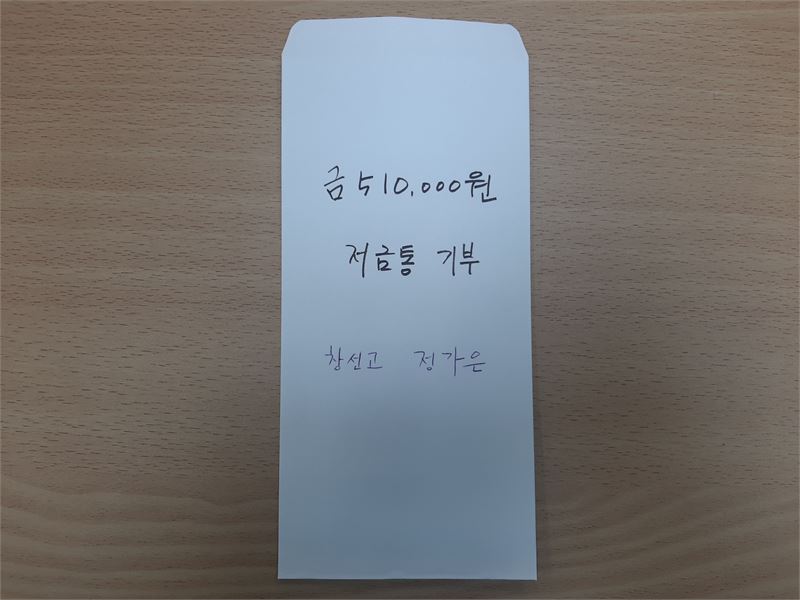 금 510,000원
저금통 기부
창선고 정가은